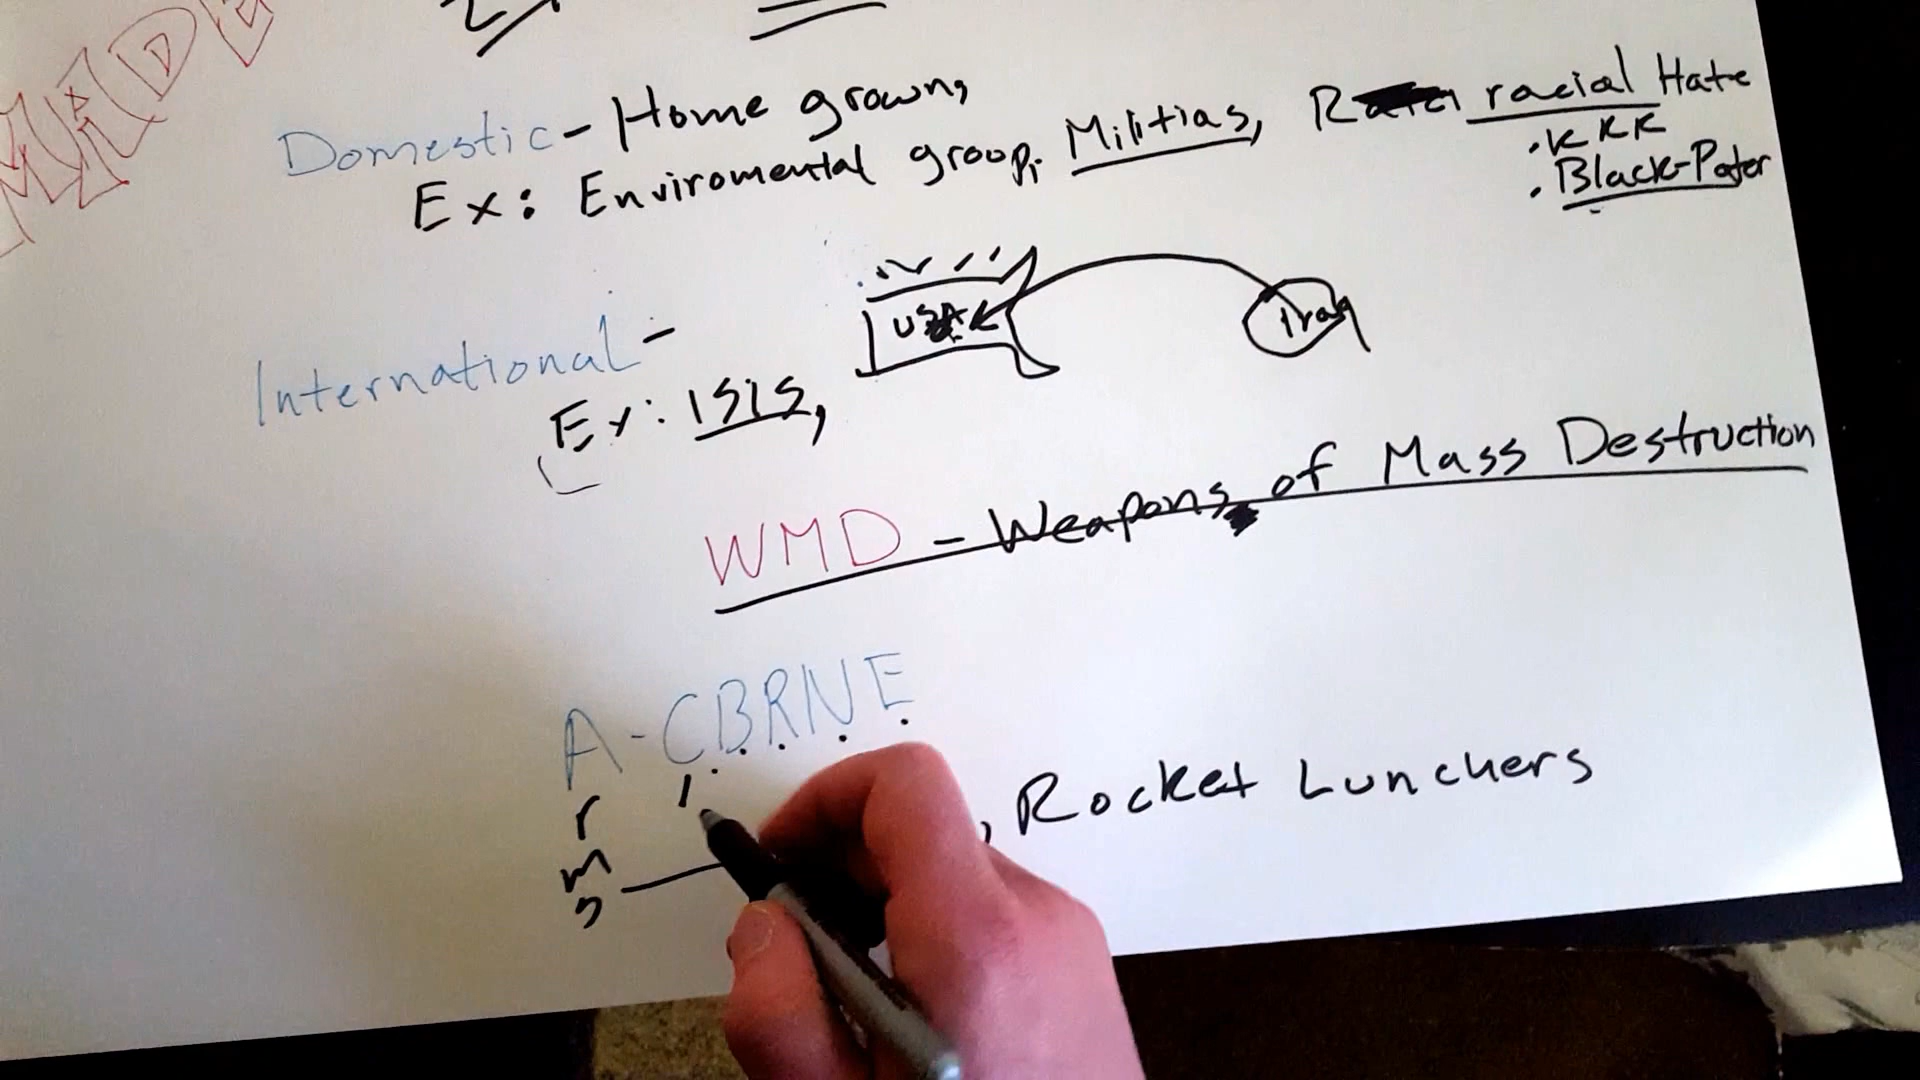 MADE
Domestic - Home grown,
Ex: Enviromental group, Militias, racial Hate
• KKK
• Black-Pater
International -
USA
Iraq
Ex: ISIS,
WMD - Weapons of Mass Destruction
A - CBRNE
r
m
s
, Rocket Lunchers